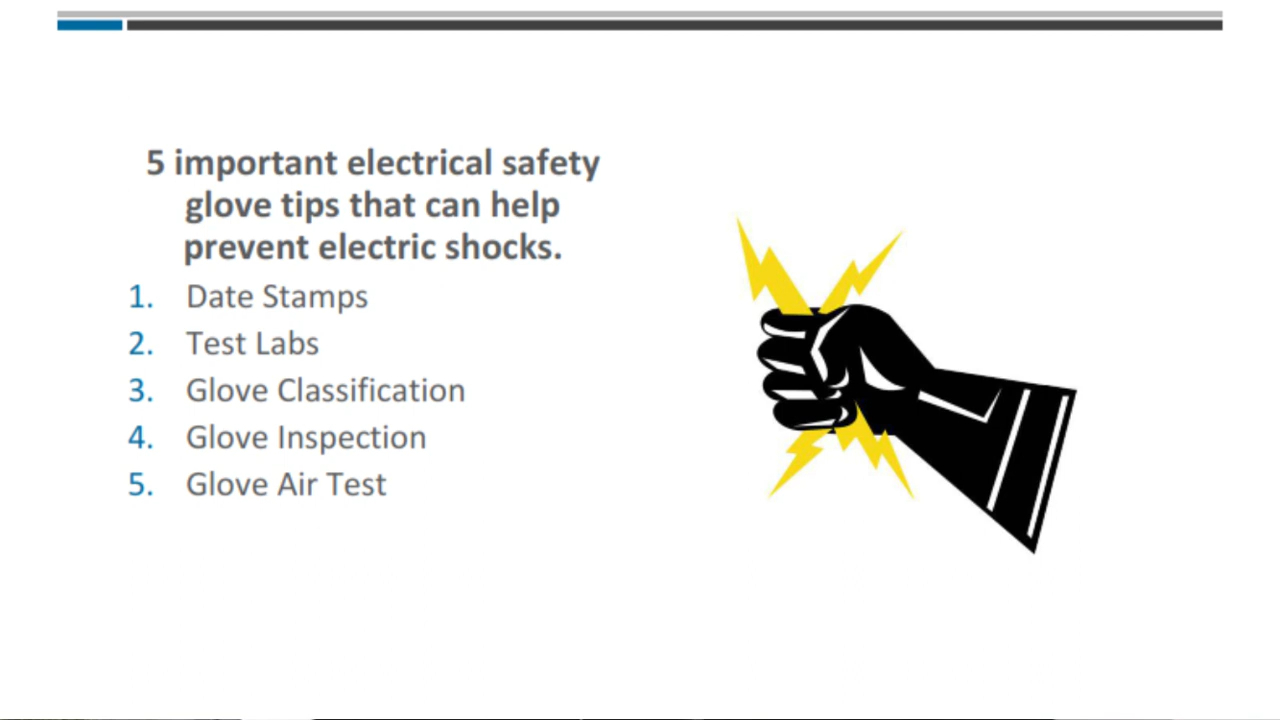 5 important electrical safety
glove tips that can help
prevent electric shocks.
1. Date Stamps
2. Test Labs
3. Glove Classification
4. Glove Inspection
5. Glove Air Test